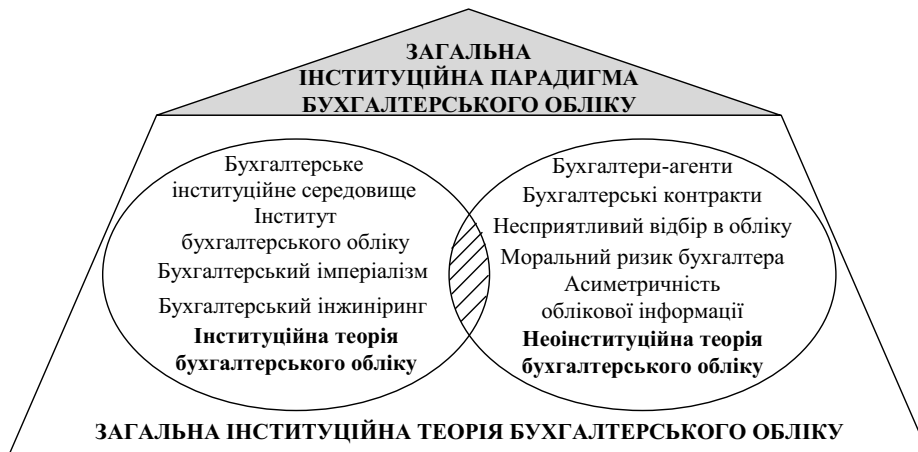 ЗАГАЛЬНА
ІНСТИТУЦІЙНА ПАРАДИГМА
БУХГАЛТЕРСЬКОГО ОБЛІКУ
Бухгалтерське
інституційне середовище
Інститут
бухгалтерського обліку
Бухгалтерський імперіалізм
Бухгалтерський інжиніринг
Інституційна теорія
бухгалтерського обліку
Бухгалтери-агенти
Бухгалтерські контракти
Несприятливий відбір в обліку
Моральний ризик бухгалтера
Асиметричність
облікової інформації
Неоінституційна теорія
бухгалтерського обліку
ЗАГАЛЬНА ІНСТИТУЦІЙНА ТЕОРІЯ БУХГАЛТЕРСЬКОГО ОБЛІКУ